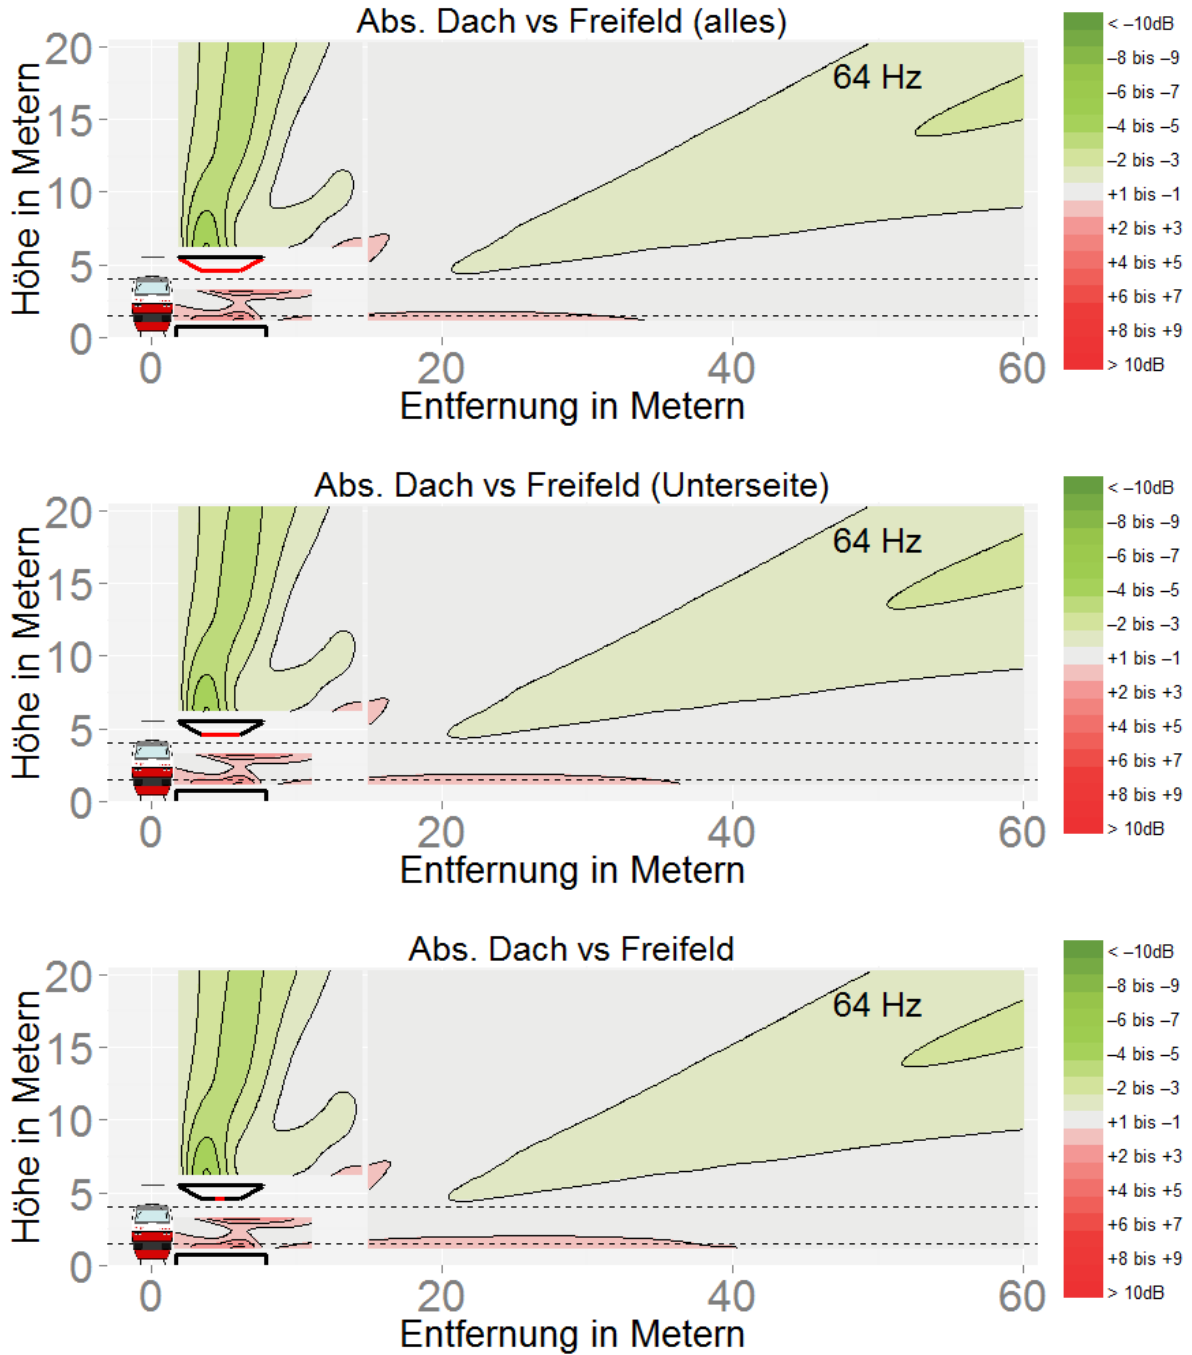 Abs. Dach vs Freifeld (alles)
64 Hz
Höhe in Metern
20
15
10
5
0
0 20 40 60
Entfernung in Metern
< –10dB
–8 bis –9
–6 bis –7
–4 bis –5
–2 bis –3
+1 bis –1
+2 bis +3
+4 bis +5
+6 bis +7
+8 bis +9
> 10dB
Abs. Dach vs Freifeld (Unterseite)
64 Hz
Höhe in Metern
20
15
10
5
0
0 20 40 60
Entfernung in Metern
< –10dB
–8 bis –9
–6 bis –7
–4 bis –5
–2 bis –3
+1 bis –1
+2 bis +3
+4 bis +5
+6 bis +7
+8 bis +9
> 10dB
Abs. Dach vs Freifeld
64 Hz
Höhe in Metern
20
15
10
5
0
0 20 40 60
Entfernung in Metern
< –10dB
–8 bis –9
–6 bis –7
–4 bis –5
–2 bis –3
+1 bis –1
+2 bis +3
+4 bis +5
+6 bis +7
+8 bis +9
> 10dB